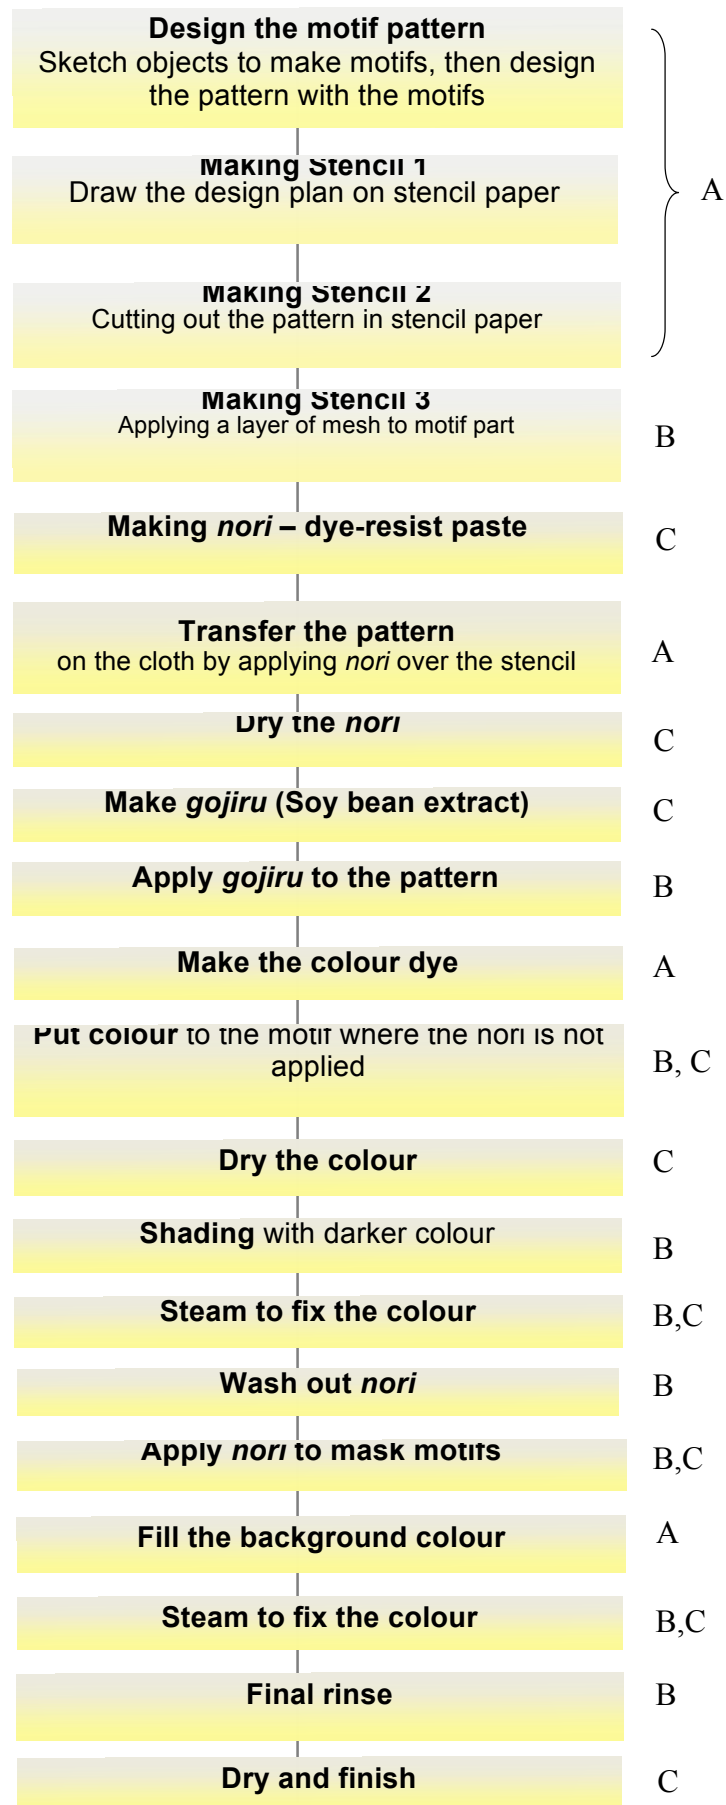 Design the motif pattern
Sketch objects to make motifs, then design
the pattern with the motifs
A
Making Stencil 1
Draw the design plan on stencil paper
Making Stencil 2
Cutting out the pattern in stencil paper
Making Stencil 3
Applying a layer of mesh to motif part
B
Making nori – dye-resist paste
C
Transfer the pattern
on the cloth by applying nori over the stencil
A
Dry the nori
C
Make gojiru (Soy bean extract)
C
Apply gojiru to the pattern
B
Make the colour dye
A
Put colour to the motif where the nori is not
applied
B, C
Dry the colour
C
Shading with darker colour
B
Steam to fix the colour
B,C
Wash out nori
B
Apply nori to mask motifs
B,C
Fill the background colour
A
Steam to fix the colour
B,C
Final rinse
B
Dry and finish
C